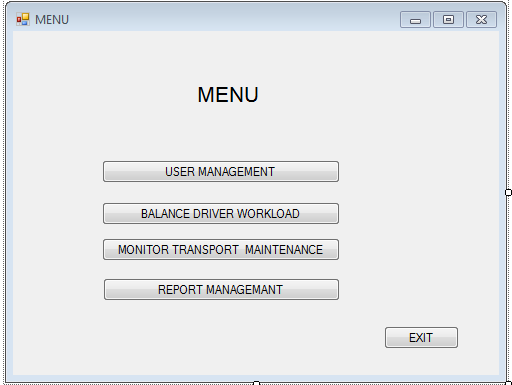 MENU
MENU
USER MANAGEMENT
BALANCE DRIVER WORKLOAD
MONITOR TRANSPORT  MAINTENANCE
REPORT MANAGEMANT
EXIT